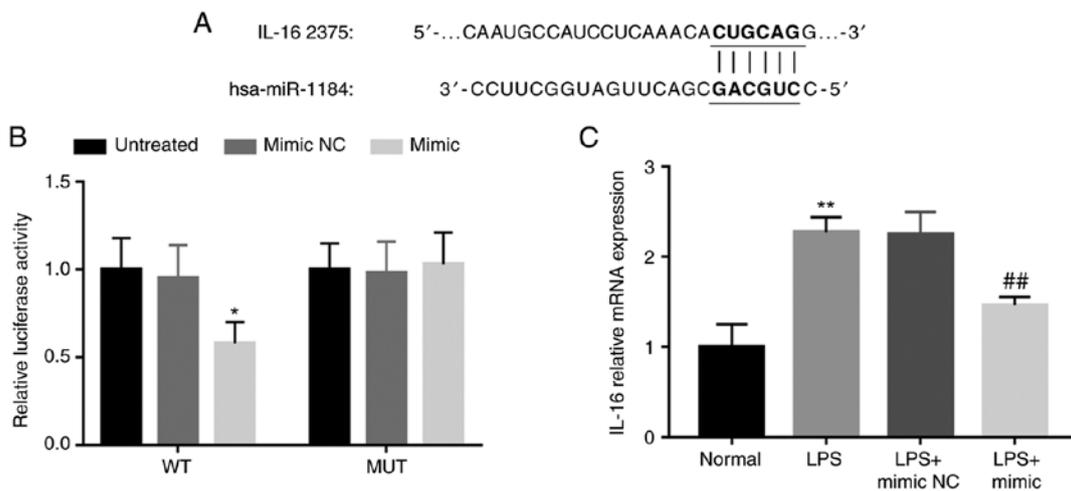 A
IL-16 2375: 5′-...CAAUGCCAUCCUCAAACACUGCAGG...-3′
hsa-miR-1184: 3′-CCUUCGGUAGUUCAGCGACGUCC-5′
B
Untreated Mimic NC Mimic
Relative luciferase activity
1.5
1.0
0.5
0.0
*
WT MUT
C
IL-16 relative mRNA expression
3
2
1
0
**
##
Normal LPS LPS+ LPS+
mimic NC mimic